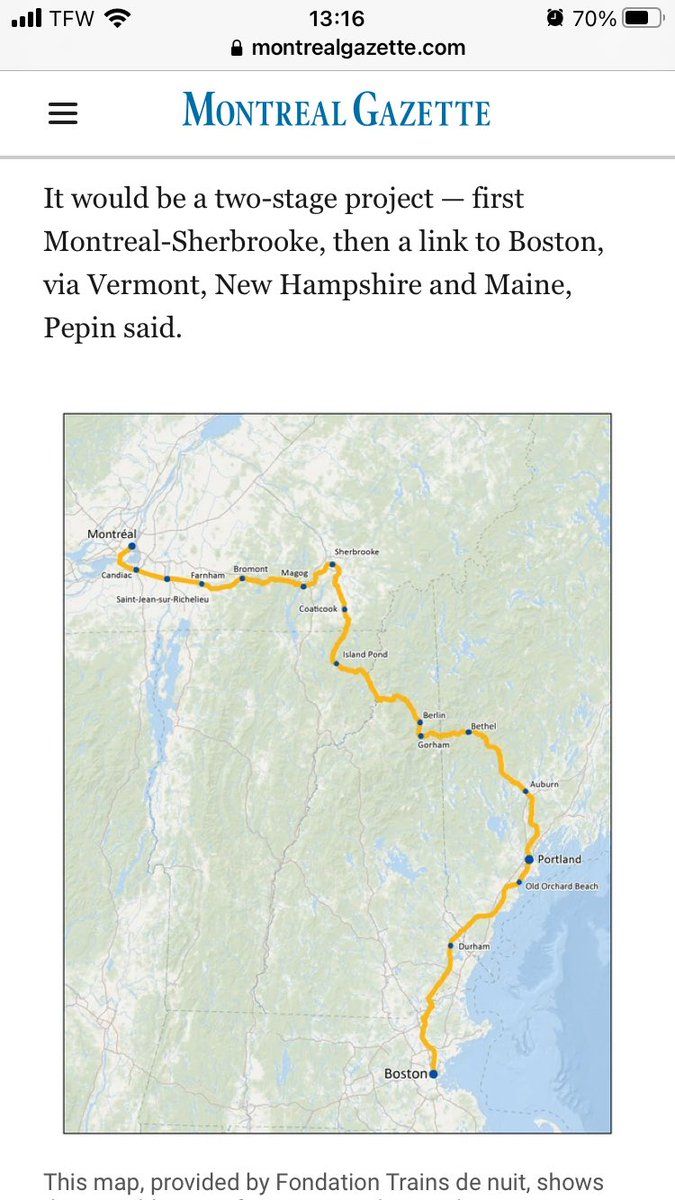 TFW 13:16 70%
montrealgazette.com
MONTREAL GAZETTE
It would be a two-stage project — first
Montreal-Sherbrooke, then a link to Boston,
via Vermont, New Hampshire and Maine,
Pepin said.
Montréal
Sherbrooke
Candiac
Farnham
Bromont
Magog
Saint-Jean-sur-Richelieu
Coaticook
Island Pond
Berlin
Bethel
Gorham
Auburn
Portland
Old Orchard Beach
Durham
Boston
This map, provided by Fondation Trains de nuit, shows